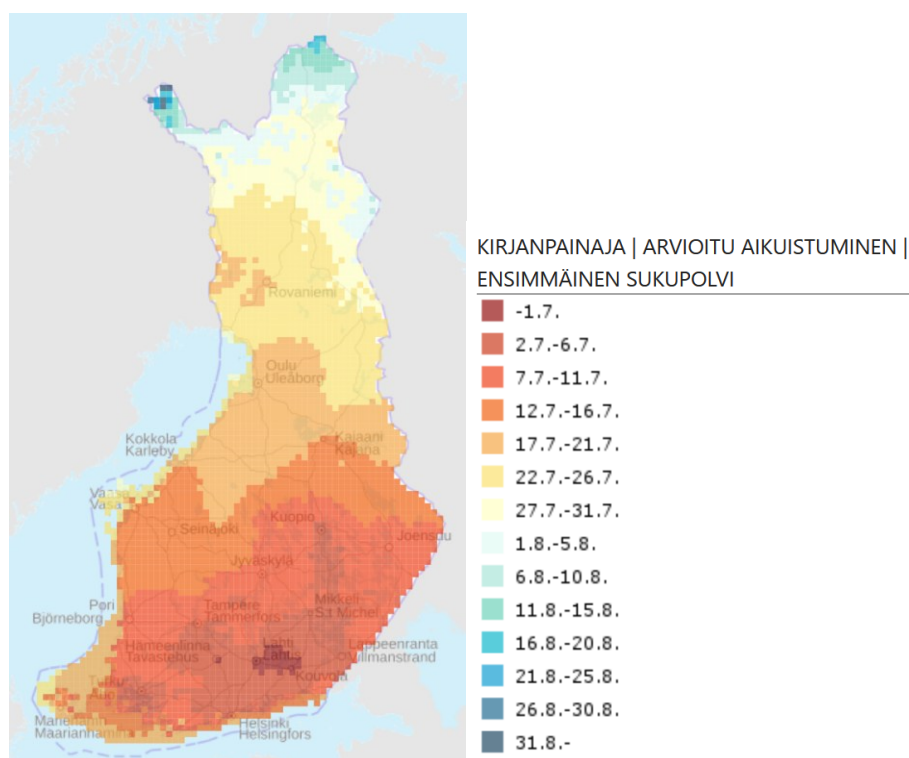 Rovaniemi
Oulu
Uleåborg
Kokkola
Karleby
Kajaani
Kajana
Vaasa
Vasa
Kuopio
Seinäjoki
Joensuu
Jyväskylä
Mikkeli
S:t Michel
Pori
Björneborg
Tampere
Tammerfors
Hämeenlinna
Tavastehus
Lahti
Lahtis
Lappeenranta
Villmanstrand
Kouvola
Turku
Helsinki
Helsingfors
KIRJANPAINAJA | ARVIOITU AIKUISTUMINEN |
ENSIMMÄINEN SUKUPOLVI
-1.7.
2.7.-6.7.
7.7.-11.7.
12.7.-16.7.
17.7.-21.7.
22.7.-26.7.
27.7.-31.7.
1.8.-5.8.
6.8.-10.8.
11.8.-15.8.
16.8.-20.8.
21.8.-25.8.
26.8.-30.8.
31.8.-